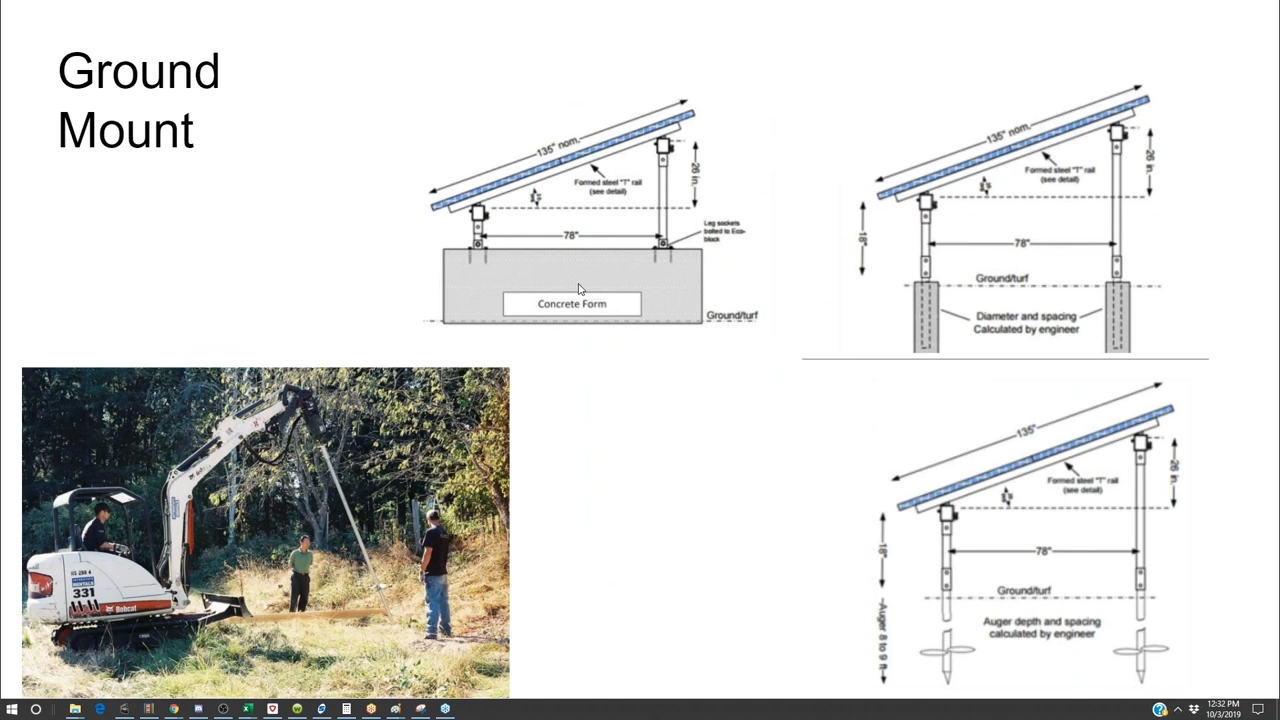 Ground
Mount
135" nom.
Formed steel "T" rail
(see detail)
26 in.
Leg sockets
bolted to Eco-
block
78"
Concrete Form
Ground/turf
135" nom.
Formed steel "T" rail
(see detail)
26 in.
18"
78"
Ground/turf
Diameter and spacing
Calculated by engineer
135"
Formed steel "T" rail
(see detail)
26 in.
18"
78"
Ground/turf
~Auger 8 to 9 ft
Auger depth and spacing
calculated by engineer
RENTALS
331
Bobcat
12:32 PM
10/3/2019